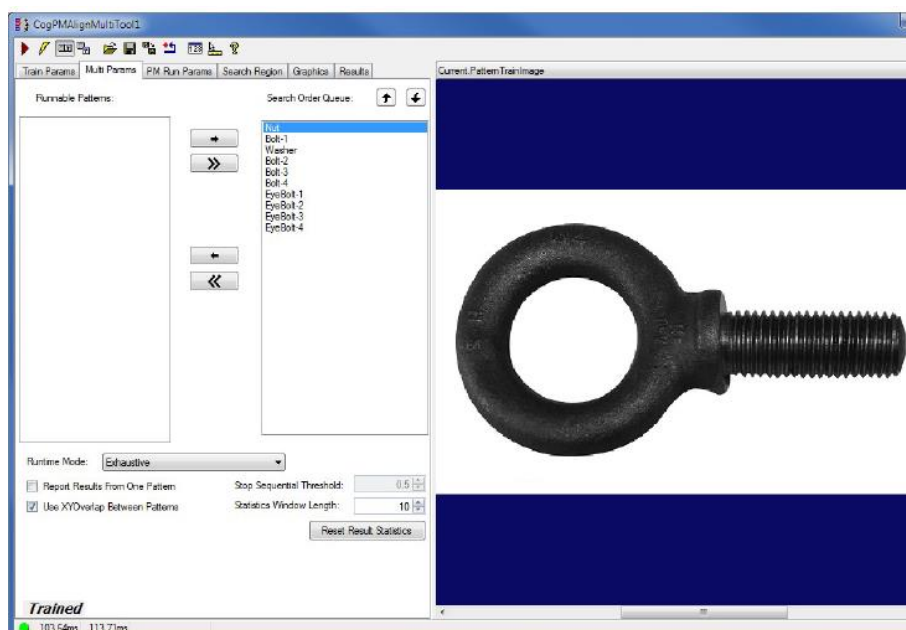 CogPMAlignMultiTool1
Train Params Multi Params PM Run Params Search Region Graphics Results
Current.PatternTrainImage
Runnable Patterns: Search Order Queue:
Nut
Bolt-1
Washer
Bolt-2
Bolt-3
Bolt-4
EyeBolt-1
EyeBolt-2
EyeBolt-3
EyeBolt-4
Runtime Mode: Exhaustive
Report Results From One Pattern Stop Sequential Threshold: 0.5
Use XYOverlap Between Patterns Statistics Window Length: 10
Reset Result Statistics
Trained
103.64ms 113.71ms